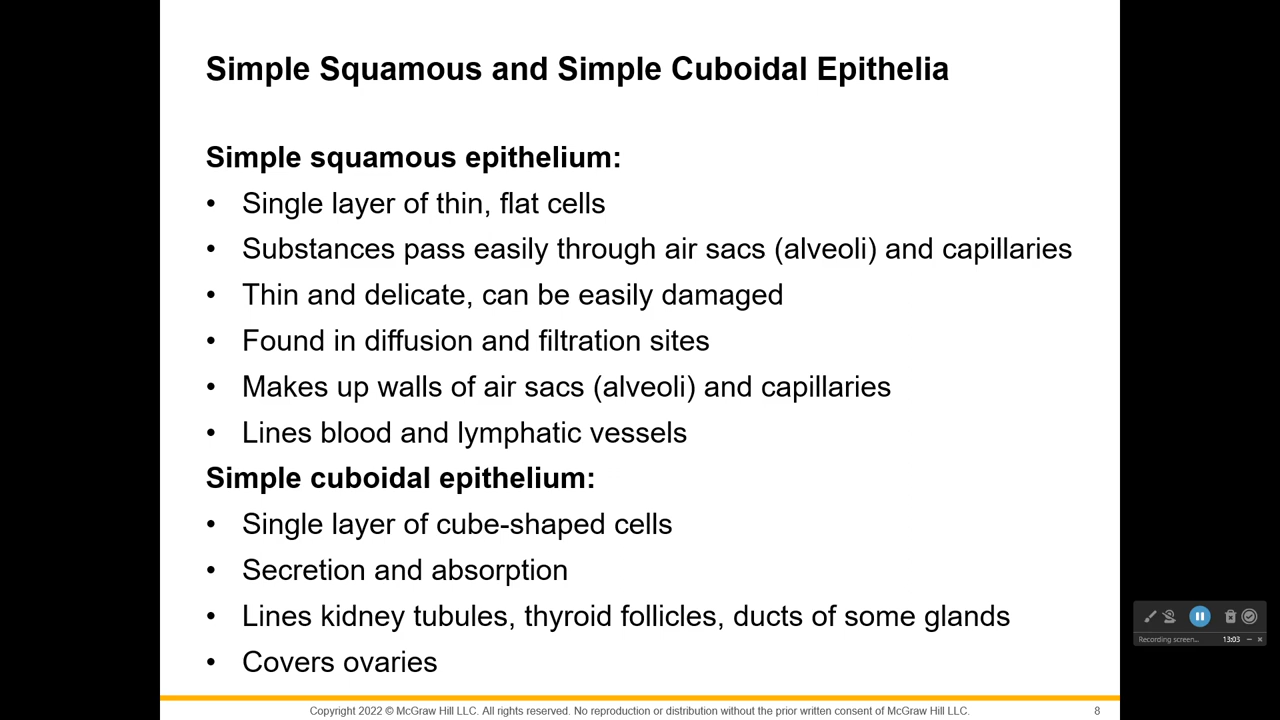 Simple Squamous and Simple Cuboidal Epithelia
Simple squamous epithelium:
• Single layer of thin, flat cells
• Substances pass easily through air sacs (alveoli) and capillaries
• Thin and delicate, can be easily damaged
• Found in diffusion and filtration sites
• Makes up walls of air sacs (alveoli) and capillaries
• Lines blood and lymphatic vessels
Simple cuboidal epithelium:
• Single layer of cube-shaped cells
• Secretion and absorption
• Lines kidney tubules, thyroid follicles, ducts of some glands
• Covers ovaries
Recording screen... 13:03
Copyright 2022 © McGraw Hill LLC. All rights reserved. No reproduction or distribution without the prior written consent of McGraw Hill LLC. 8